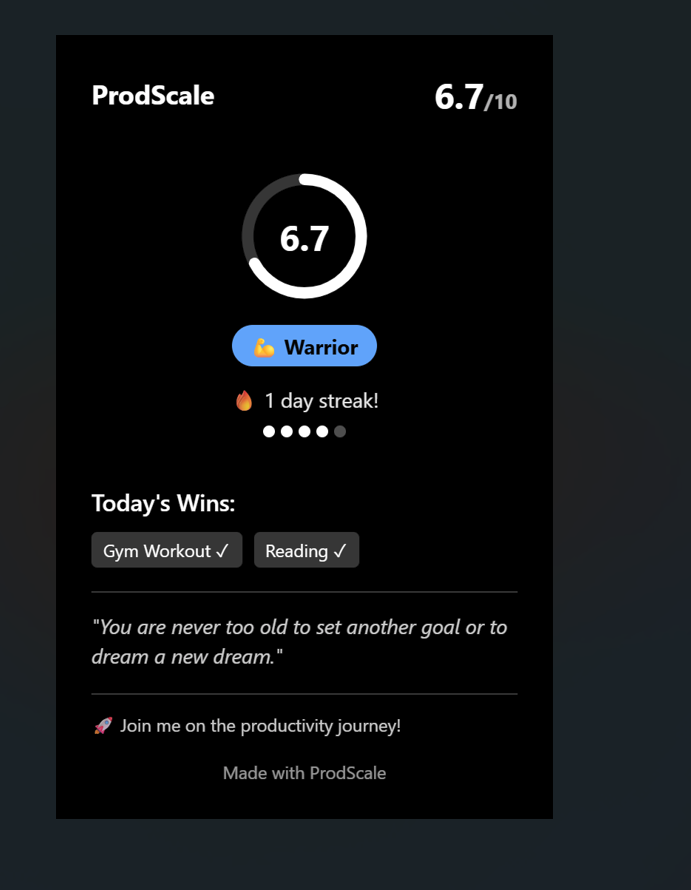 ProdScale
6.7/10
6.7
💪 Warrior
🔥 1 day streak!
Today's Wins:
Gym Workout ✓
Reading ✓
"You are never too old to set another goal or to
dream a new dream."
🚀 Join me on the productivity journey!
Made with ProdScale